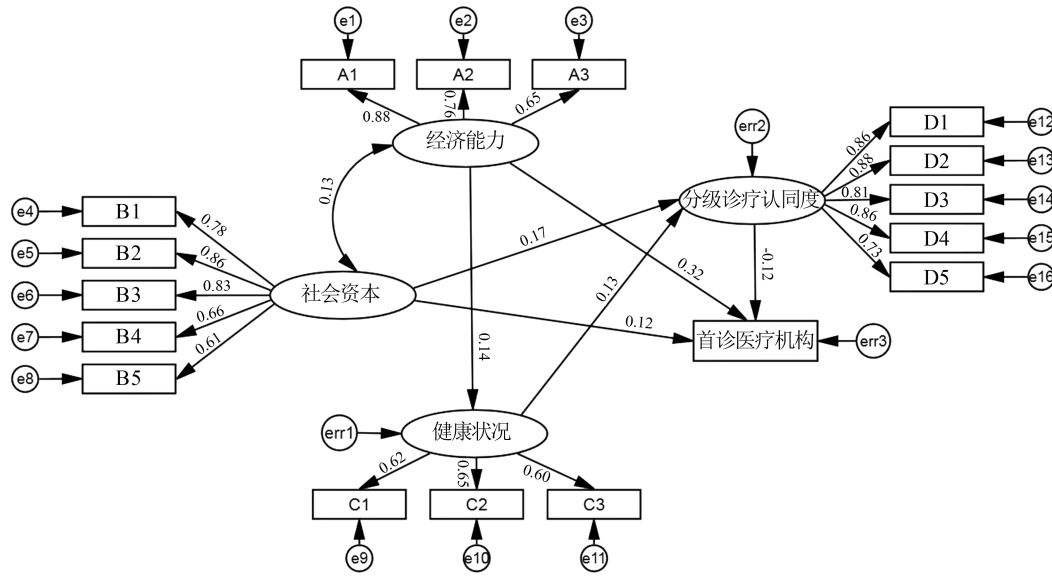 e1
e2
e3
A1
A2
A3
0.88
0.76
0.65
经济能力
err2
D1
e12
D2
e13
D3
e14
D4
e15
D5
e16
0.86
0.88
0.81
0.86
0.73
分级诊疗认同度
0.13
e4
B1
e5
B2
e6
B3
e7
B4
e8
B5
0.78
0.86
0.83
0.66
0.61
社会资本
0.17
0.32
-0.12
0.13
0.12
0.14
首诊医疗机构
err3
err1
健康状况
0.62
0.65
0.60
C1
C2
C3
e9
e10
e11